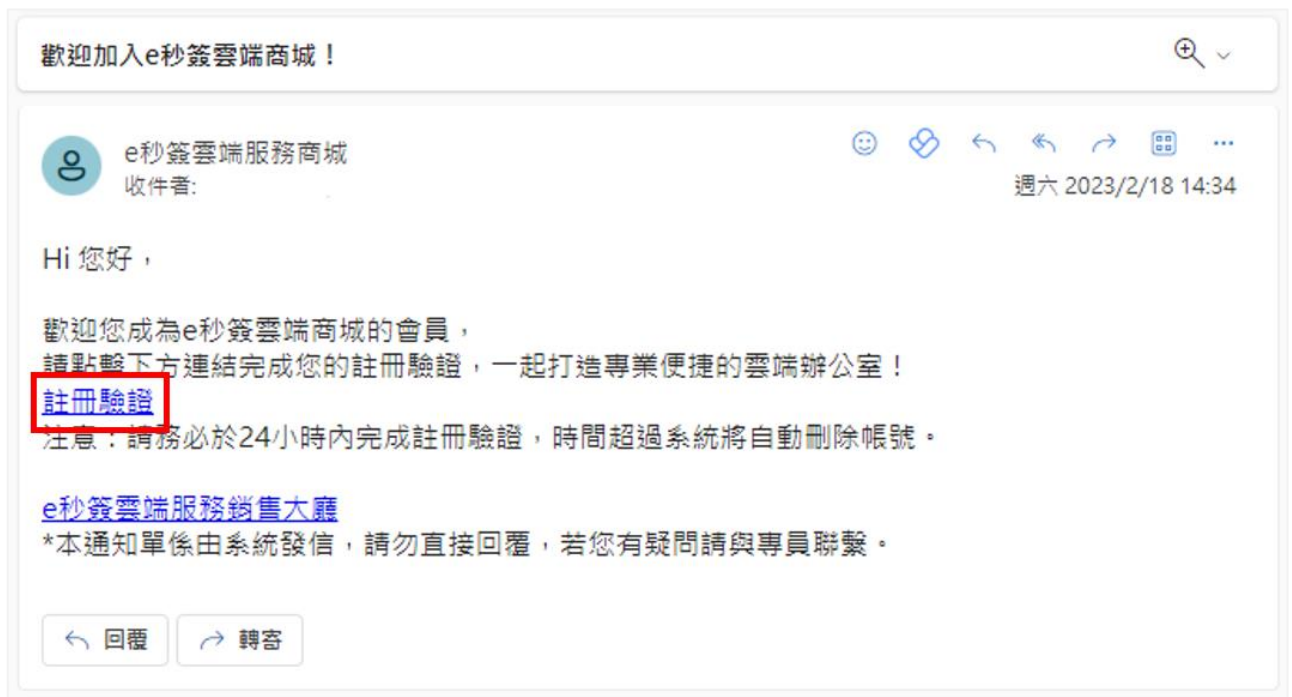 歡迎加入e秒簽雲端商城！
e秒簽雲端服務商城
收件者:
週六 2023/2/18 14:34
Hi 您好，
歡迎您成為e秒簽雲端商城的會員，
請點擊下方連結完成您的註冊驗證，一起打造專業便捷的雲端辦公室！
註冊驗證
注意：請務必於24小時內完成註冊驗證，時間超過系統將自動刪除帳號。
e秒簽雲端服務銷售大廳
*本通知單係由系統發信，請勿直接回覆，若您有疑問請與專員聯繫。
回覆 轉寄